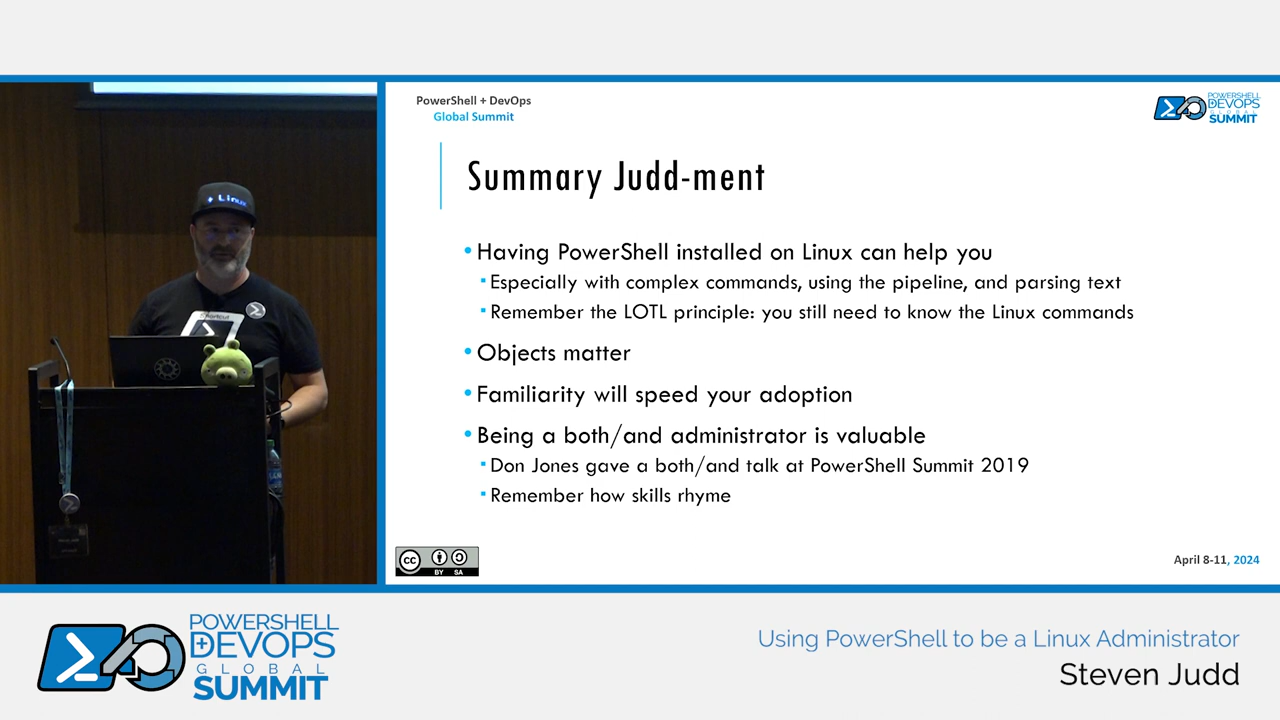 PowerShell + DevOps
Global Summit
POWERSHELL
DEVOPS
GLOBAL
SUMMIT
Summary Judd-ment
• Having PowerShell installed on Linux can help you
▪ Especially with complex commands, using the pipeline, and parsing text
▪ Remember the LOTL principle: you still need to know the Linux commands
• Objects matter
• Familiarity will speed your adoption
• Being a both/and administrator is valuable
▪ Don Jones gave a both/and talk at PowerShell Summit 2019
▪ Remember how skills rhyme
cc BY SA
April 8-11, 2024
+ Linux
Shortcut
POWERSHELL
+DEVOPS
GLOBAL
SUMMIT
Using PowerShell to be a Linux Administrator
Steven Judd